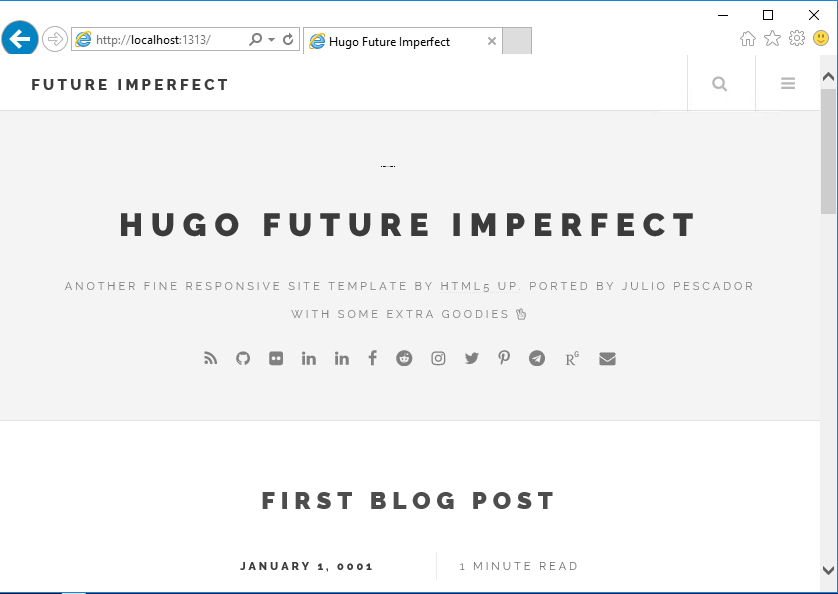 http://localhost:1313/
Hugo Future Imperfect
FUTURE IMPERFECT
HUGO FUTURE IMPERFECT
ANOTHER FINE RESPONSIVE SITE TEMPLATE BY HTML5 UP. PORTED BY JULIO PESCADOR
WITH SOME EXTRA GOODIES
FIRST BLOG POST
JANUARY 1, 0001
1 MINUTE READ